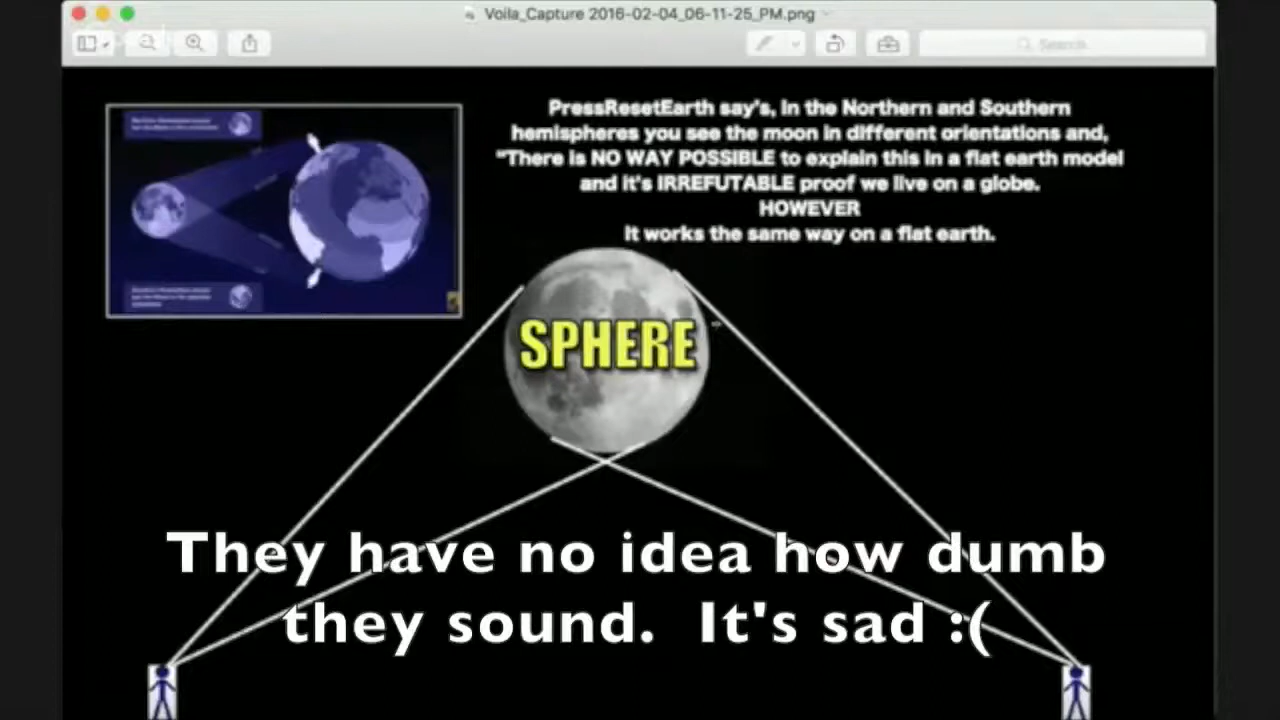 Voila_Capture 2016-02-04_06-11-25_PM.png
Search
PressResetEarth say's, In the Northern and Southern
hemispheres you see the moon in different orientations and,
"There is NO WAY POSSIBLE to explain this in a flat earth model
and it's IRREFUTABLE proof we live on a globe.
HOWEVER
It works the same way on a flat earth.
SPHERE
They have no idea how dumb
they sound. It's sad :(